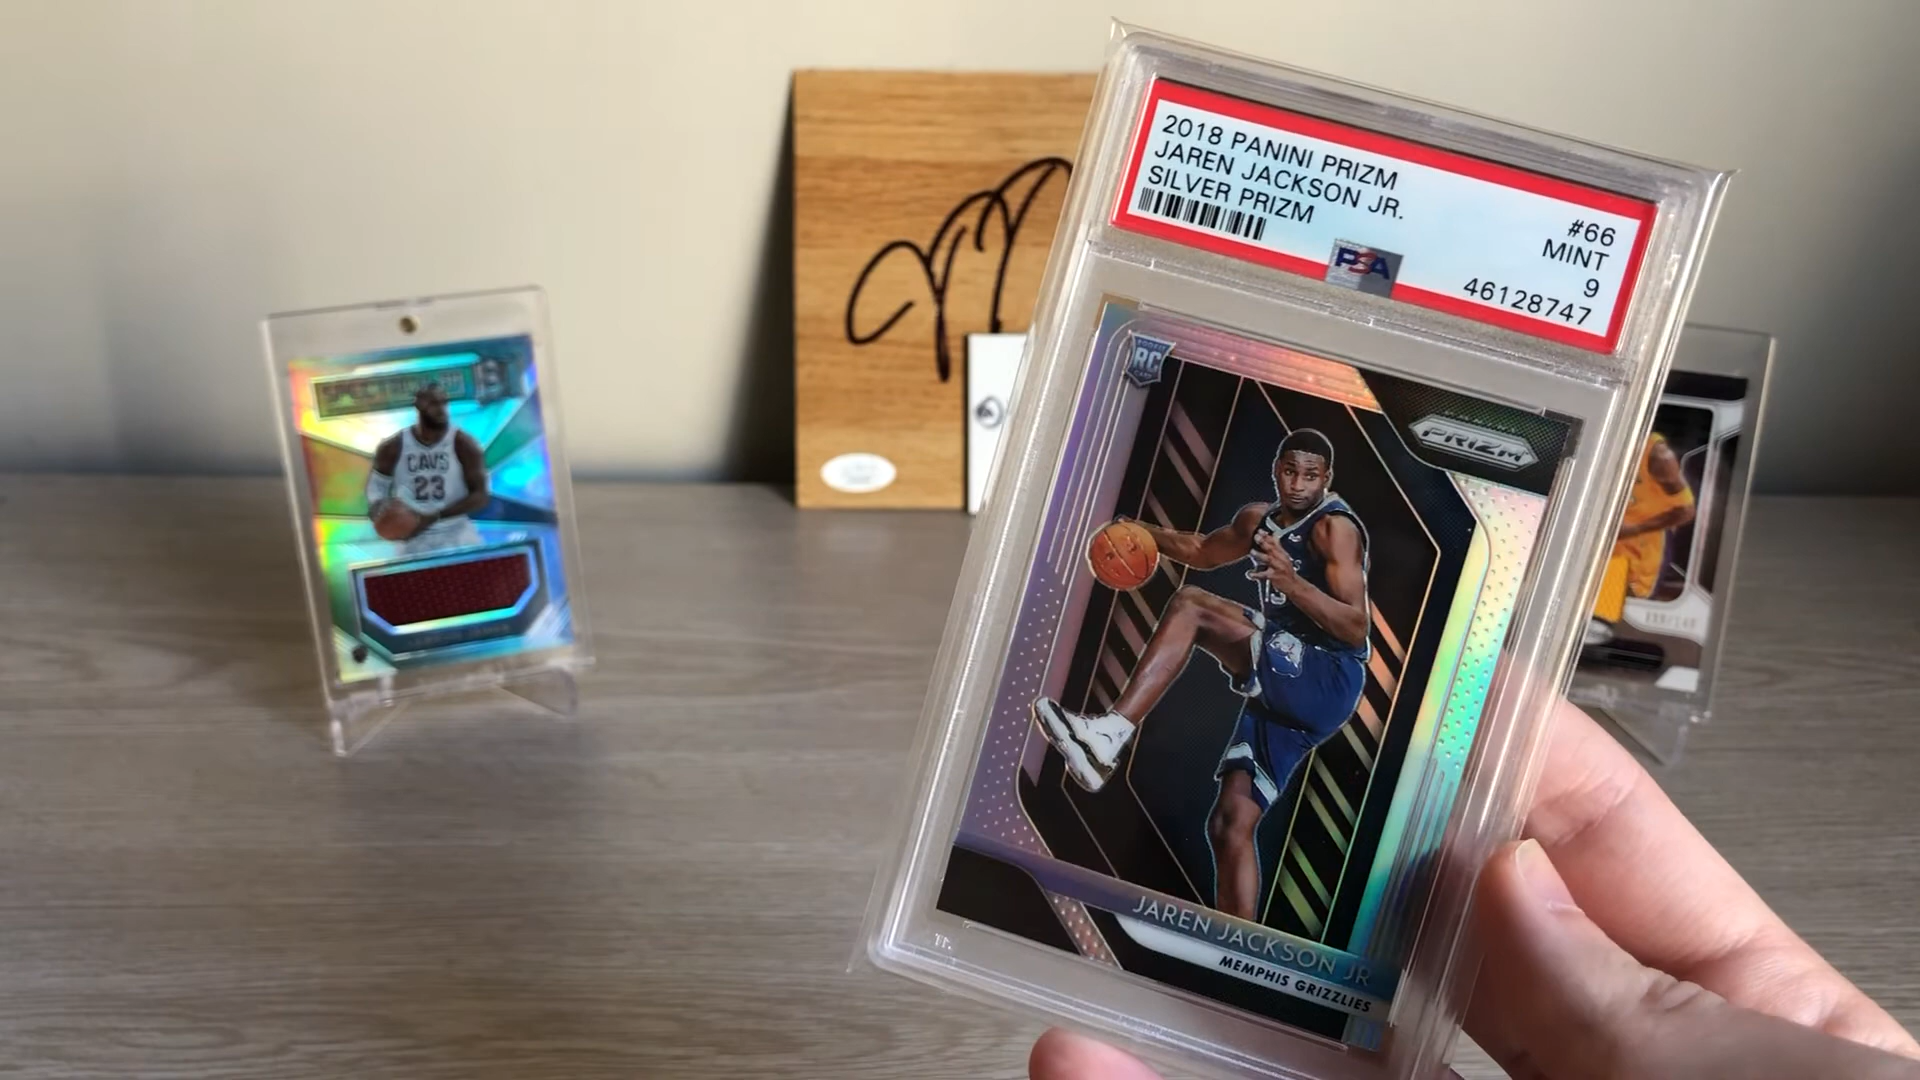 2018 PANINI PRIZM
JAREN JACKSON JR.
SILVER PRIZM
#66
MINT
9
46128747
PSA
RC
PRIZM
13
JAREN JACKSON JR
MEMPHIS GRIZZLIES
CAVS
23